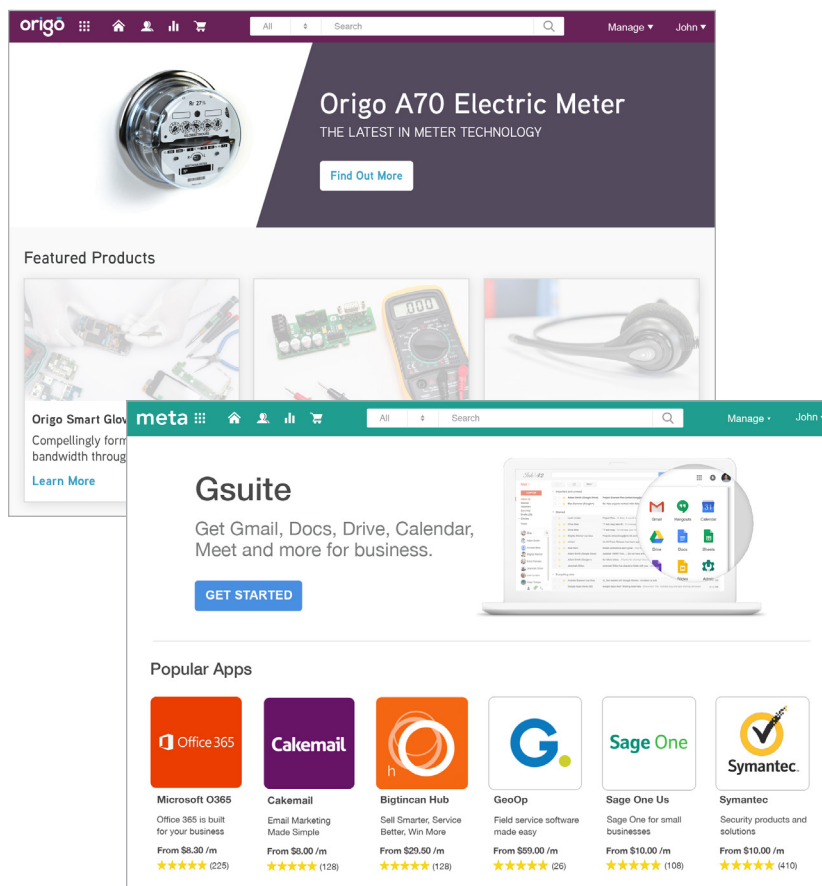 origo
All
Search
Manage
John
Origo A70 Electric Meter
THE LATEST IN METER TECHNOLOGY
Find Out More
Featured Products
Origo Smart Glov
Compellingly form
bandwidth throug
Learn More
meta
All
Search
Manage
John
Gsuite
Get Gmail, Docs, Drive, Calendar,
Meet and more for business.
GET STARTED
Gmail Hangouts Calendar
Drive Docs Sheets
Popular Apps
Office 365
Cakemail
h
G.
Sage One
Symantec.
Microsoft O365
Office 365 is built
for your business
From $8.30 /m
(225)
Cakemail
Email Marketing
Made Simple
From $8.00 /m
(128)
Bigtincan Hub
Sell Smarter, Service
Better, Win More
From $29.50 /m
(128)
GeoOp
Field service software
made easy
From $59.00 /m
(26)
Sage One Us
Sage One for small
businesses
From $10.00 /m
(108)
Symantec
Security products and
solutions
From $10.00 /m
(410)